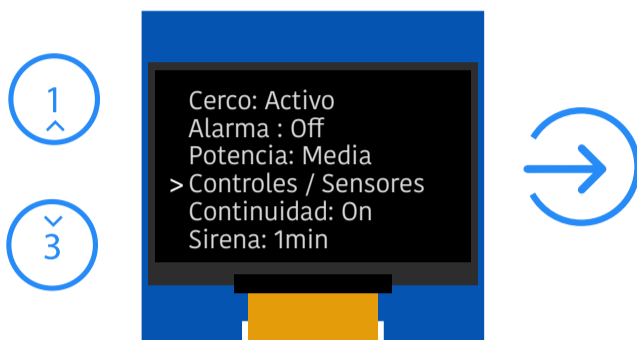 1
Cerco: Activo
Alarma : Off
Potencia: Media
>Controles / Sensores
Continuidad: On
Sirena: 1min
3